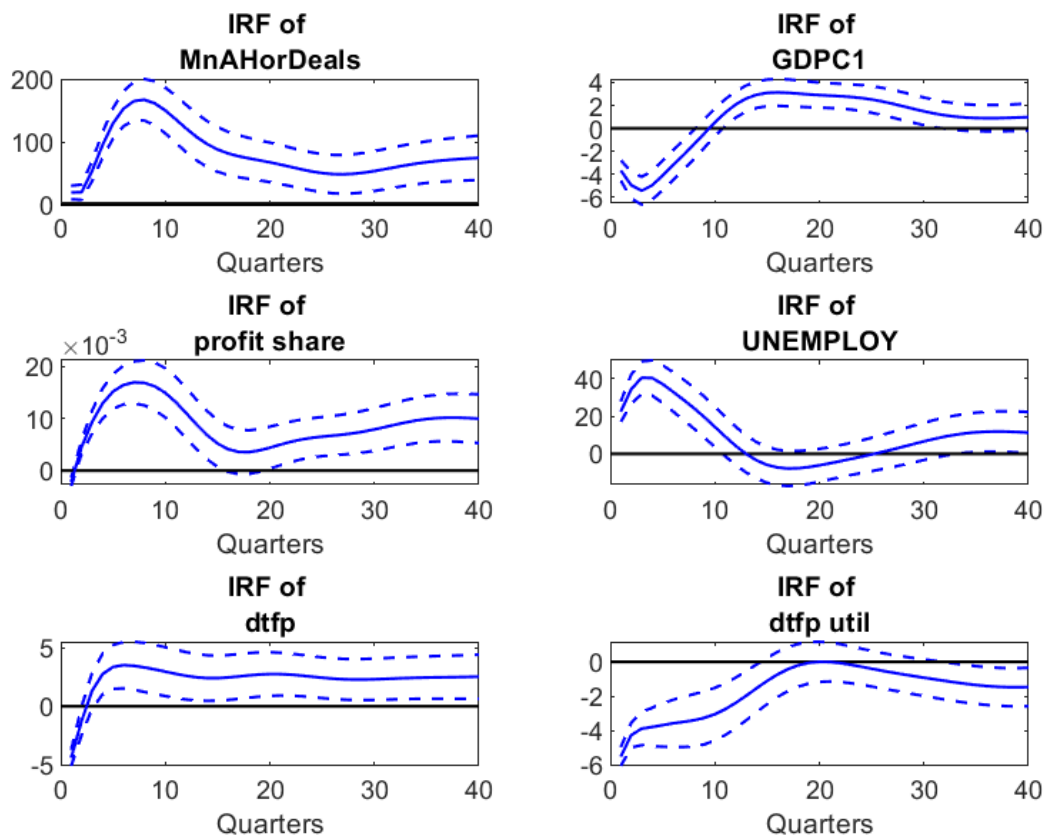 IRF of
MnAHorDeals
200
100
0
0 10 20 30 40
Quarters
IRF of
GDPC1
4
2
0
-2
-4
-6
0 10 20 30 40
Quarters
IRF of
profit share
×10-3
20
10
0
0 10 20 30 40
Quarters
IRF of
UNEMPLOY
40
20
0
0 10 20 30 40
Quarters
IRF of
dtfp
5
0
-5
0 10 20 30 40
Quarters
IRF of
dtfp util
0
-2
-4
-6
0 10 20 30 40
Quarters